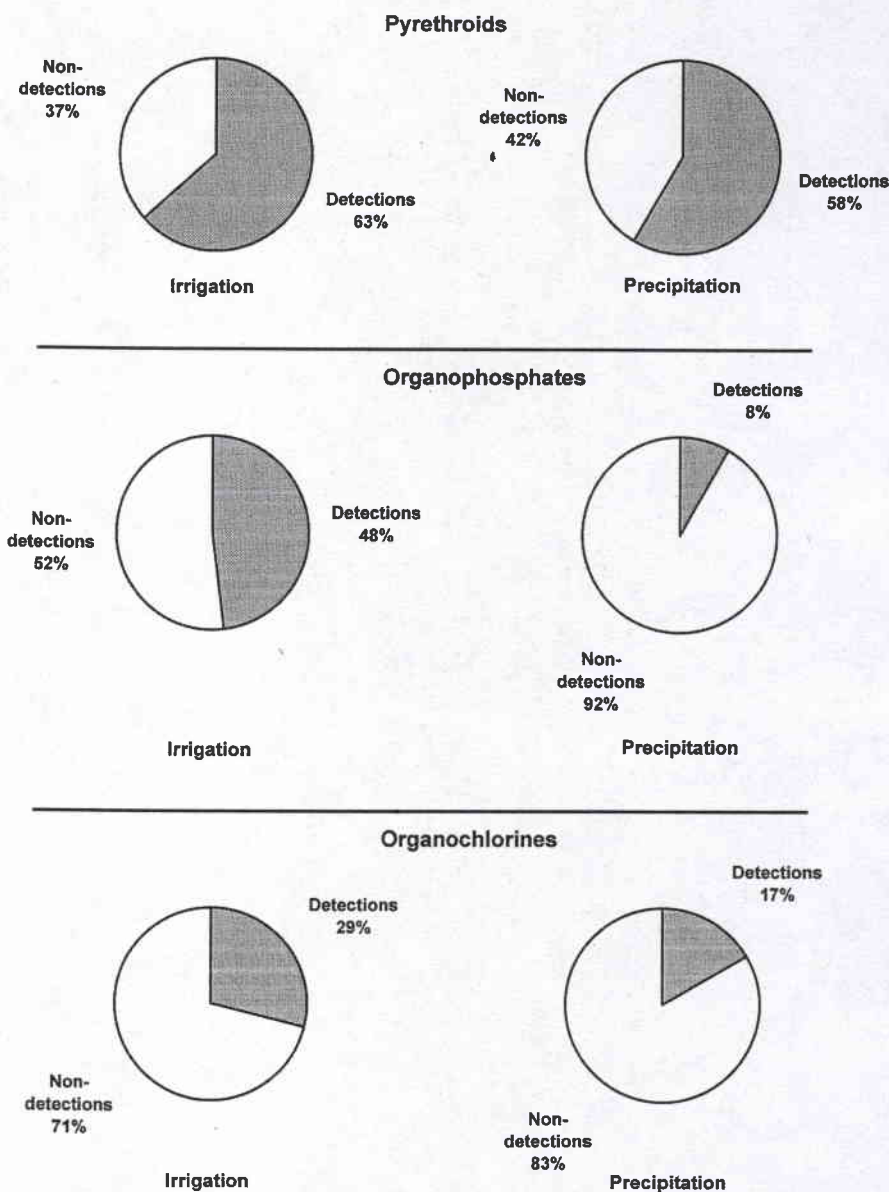 Pyrethroids
Non-
detections
37%
Detections
63%
Irrigation
Non-
detections
42%
Detections
58%
Precipitation
Organophosphates
Non-
detections
52%
Detections
48%
Irrigation
Detections
8%
Non-
detections
92%
Precipitation
Organochlorines
Detections
29%
Non-
detections
71%
Irrigation
Detections
17%
Non-
detections
83%
Precipitation